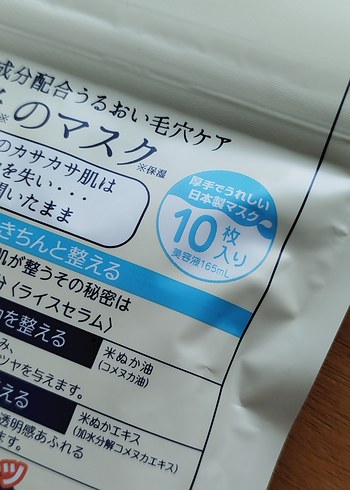 成分配合うるおい毛穴ケア
※のマスク※保湿
のカサカサ肌は
を失い・・・
開いたまま
厚手でうれしい
日本製マスク
10枚入り
美容液165mL
きちんと整える
肌が整うその秘密は
分〈ライスセラム〉
を整える
米ぬか油
(コメヌカ油)
み、
ツヤを与えます。
える
米ぬかエキス
(加水分解コメヌカエキス)
透明感あふれる
ます。
ッ